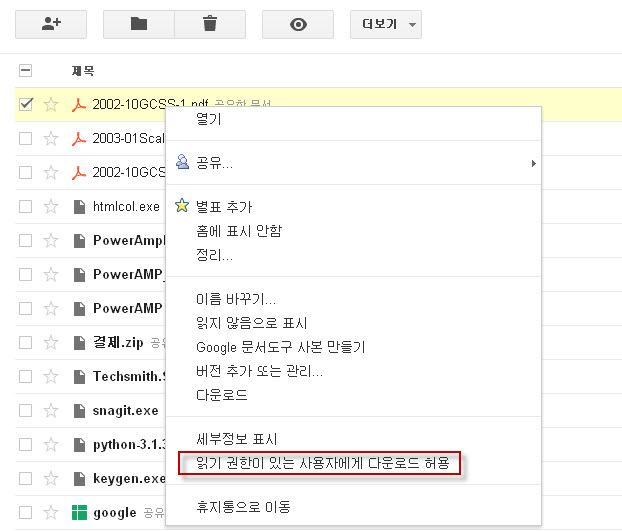 더보기
제목
2002-10GCSS-1.pdf 공유한 문서
열기
2003-01Scal
공유...
2002-10GCSS
htmlcol.exe
별표 추가
PowerAmpl
홈에 표시 안함
정리...
PowerAMP_
이름 바꾸기...
PowerAMP
읽지 않음으로 표시
결제.zip 공유
Google 문서도구 사본 만들기
버전 추가 또는 관리...
Techsmith.S
다운로드
snagit.exe
세부정보 표시
python-3.1.3
읽기 권한이 있는 사용자에게 다운로드 허용
keygen.exe
휴지통으로 이동
google 공유